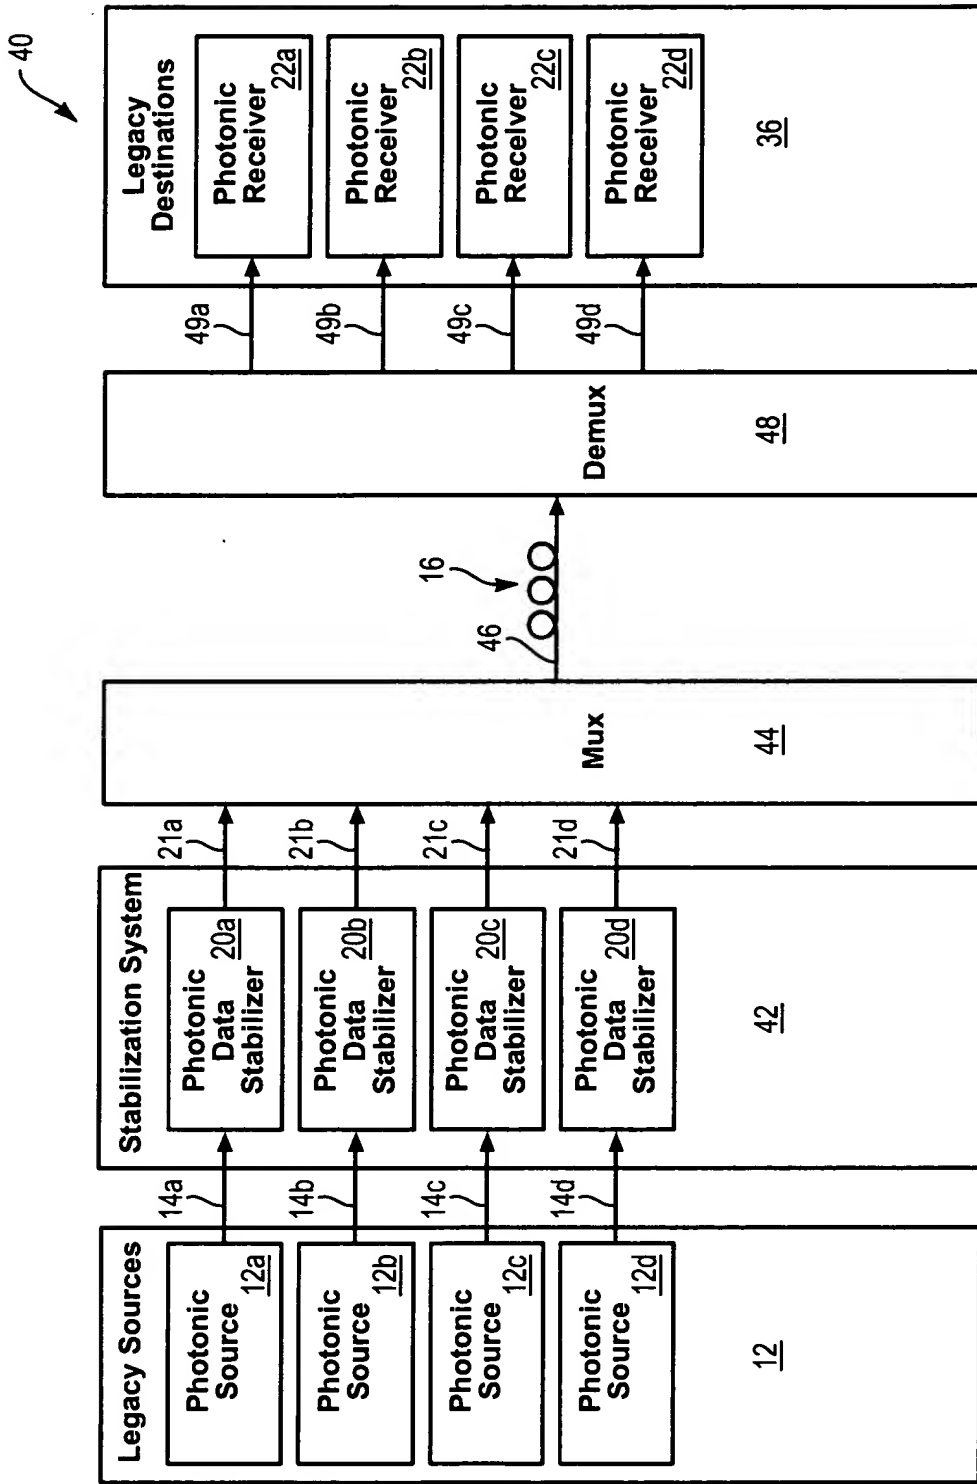 40
Legacy Sources
Photonic
Source
12a
Photonic
Source
12b
Photonic
Source
12c
Photonic
Source
12d
12
14a
14b
14c
14d
Stabilization System
Photonic
Data
Stabilizer
20a
Photonic
Data
Stabilizer
20b
Photonic
Data
Stabilizer
20c
Photonic
Data
Stabilizer
20d
42
21a
21b
21c
21d
Mux
44
46
16
Demux
48
49a
49b
49c
49d
Legacy
Destinations
Photonic
Receiver
22a
Photonic
Receiver
22b
Photonic
Receiver
22c
Photonic
Receiver
22d
36